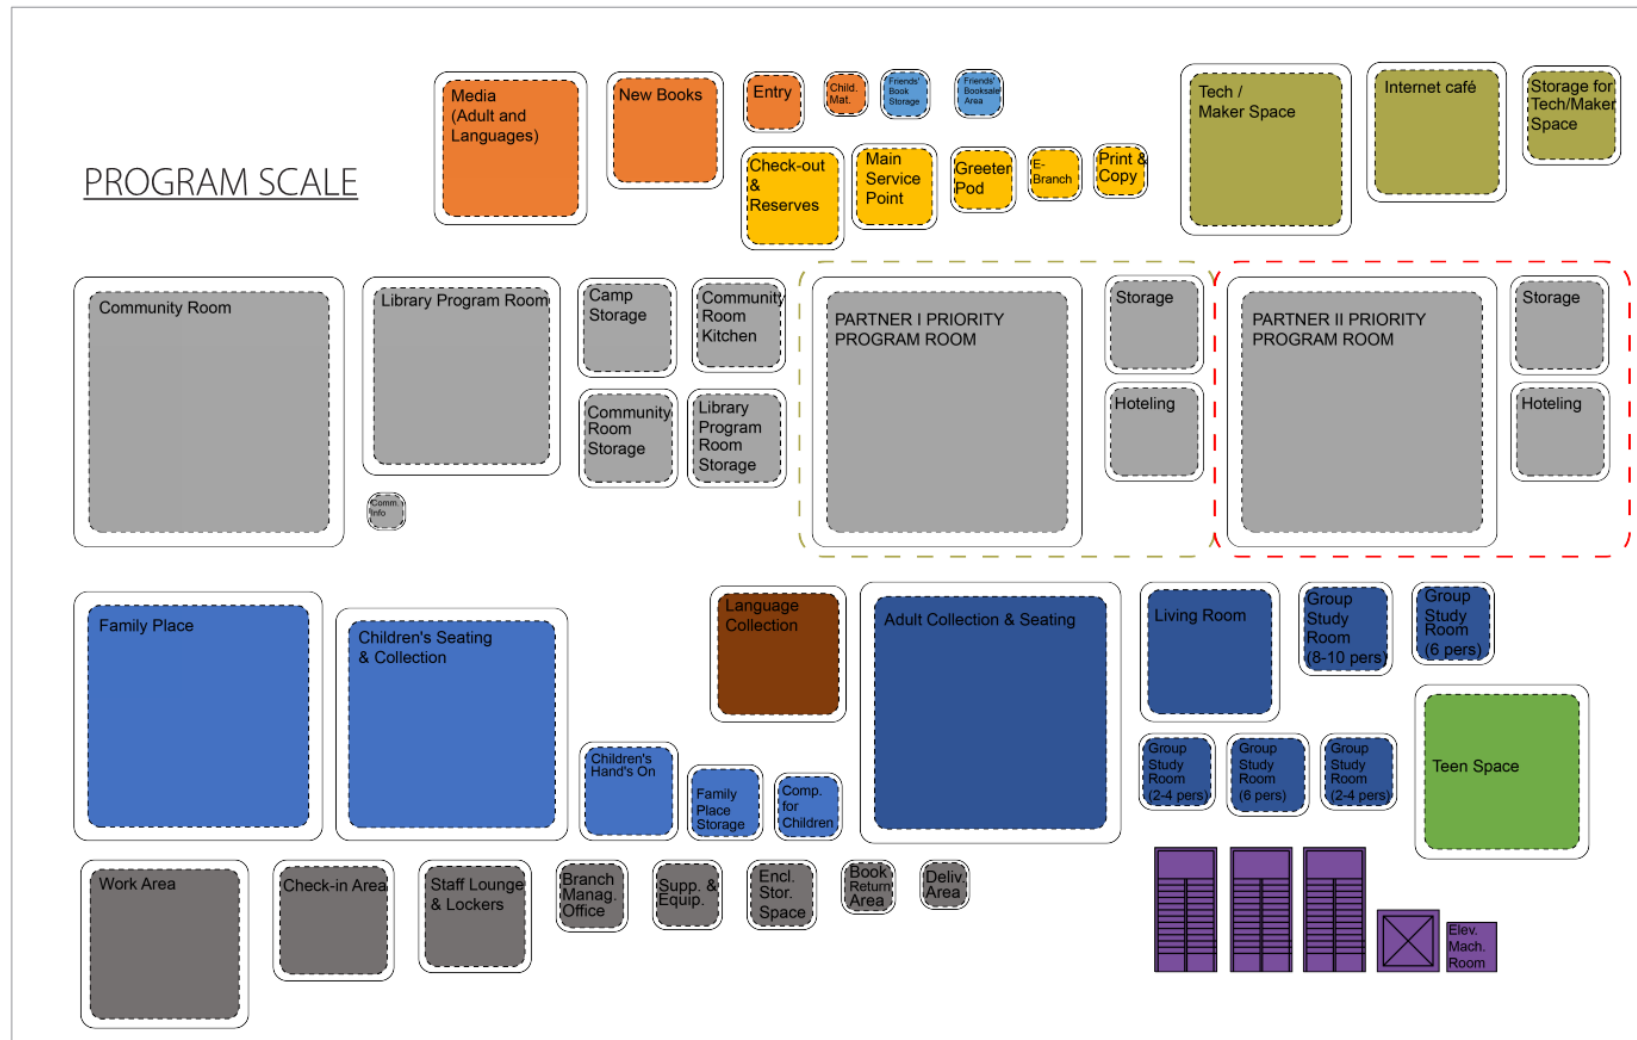 PROGRAM SCALE
Media
(Adult and
Languages)
New Books
Entry
Child.
Mat.
Friends'
Book
Storage
Friends'
Booksale
Area
Check-out
&
Reserves
Main
Service
Point
Greeter
Pod
E-
Branch
Print &
Copy
Tech /
Maker Space
Internet café
Storage for
Tech/Maker
Space
Community Room
Library Program Room
Camp
Storage
Community
Room
Kitchen
Community
Room
Storage
Library
Program
Room
Storage
Comm.
Info
PARTNER I PRIORITY
PROGRAM ROOM
Storage
Hoteling
PARTNER II PRIORITY
PROGRAM ROOM
Storage
Hoteling
Family Place
Children's Seating
& Collection
Children's
Hand's On
Family
Place
Storage
Comp.
for
Children
Language
Collection
Adult Collection & Seating
Living Room
Group
Study
Room
(8-10 pers)
Group
Study
Room
(6 pers)
Group
Study
Room
(2-4 pers)
Group
Study
Room
(6 pers)
Group
Study
Room
(2-4 pers)
Teen Space
Work Area
Check-in Area
Staff Lounge
& Lockers
Branch
Manag.
Office
Supp. &
Equip.
Encl.
Stor.
Space
Book
Return
Area
Deliv.
Area
Elev.
Mach.
Room